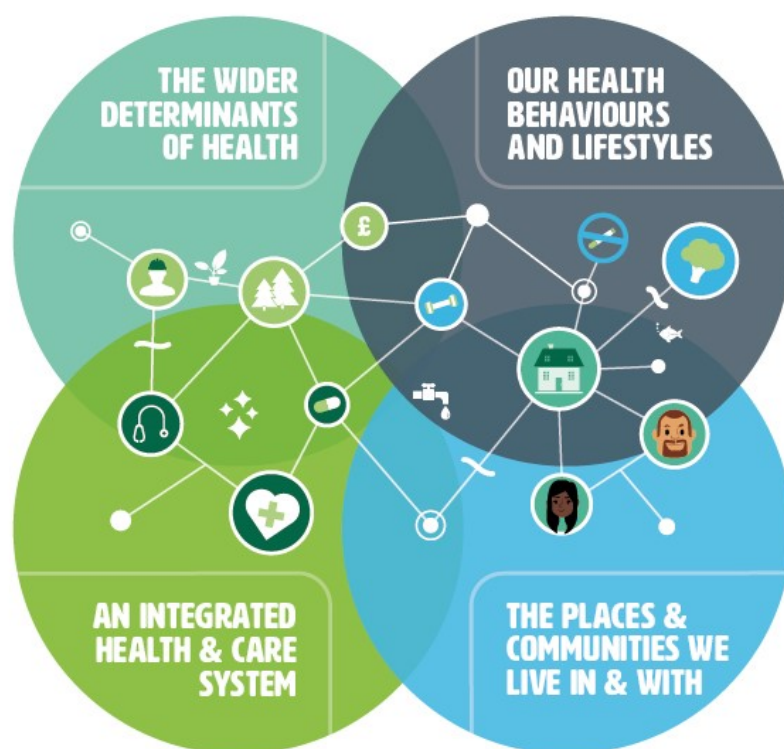 THE WIDER
DETERMINANTS
OF HEALTH
OUR HEALTH
BEHAVIOURS
AND LIFESTYLES
£
AN INTEGRATED
HEALTH & CARE
SYSTEM
THE PLACES &
COMMUNITIES WE
LIVE IN & WITH